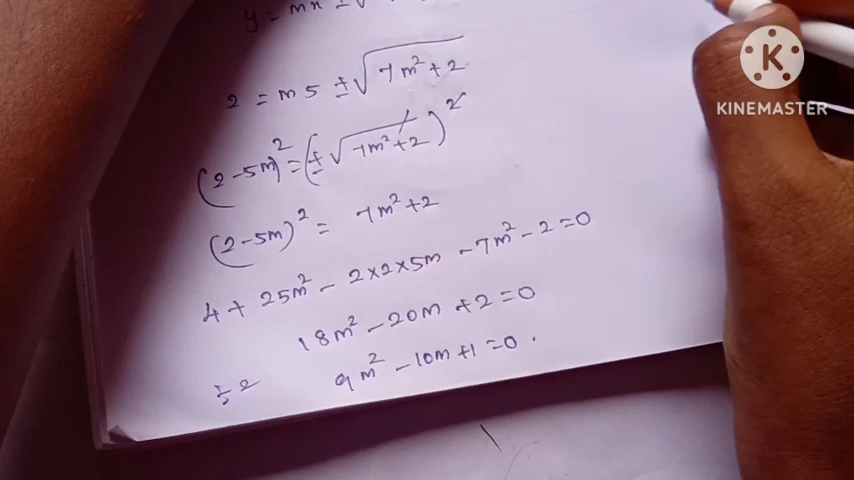 y = mx ± √
2 = m5 ± √7m² + 2
(2-5m)² = (± √7m²+2)²
(2-5m)² = 7m²+2
4 + 25m² - 2×2×5m - 7m² - 2 = 0
18m² - 20m + 2 = 0
÷2 9m² - 10m + 1 = 0.
K
KINEMASTER